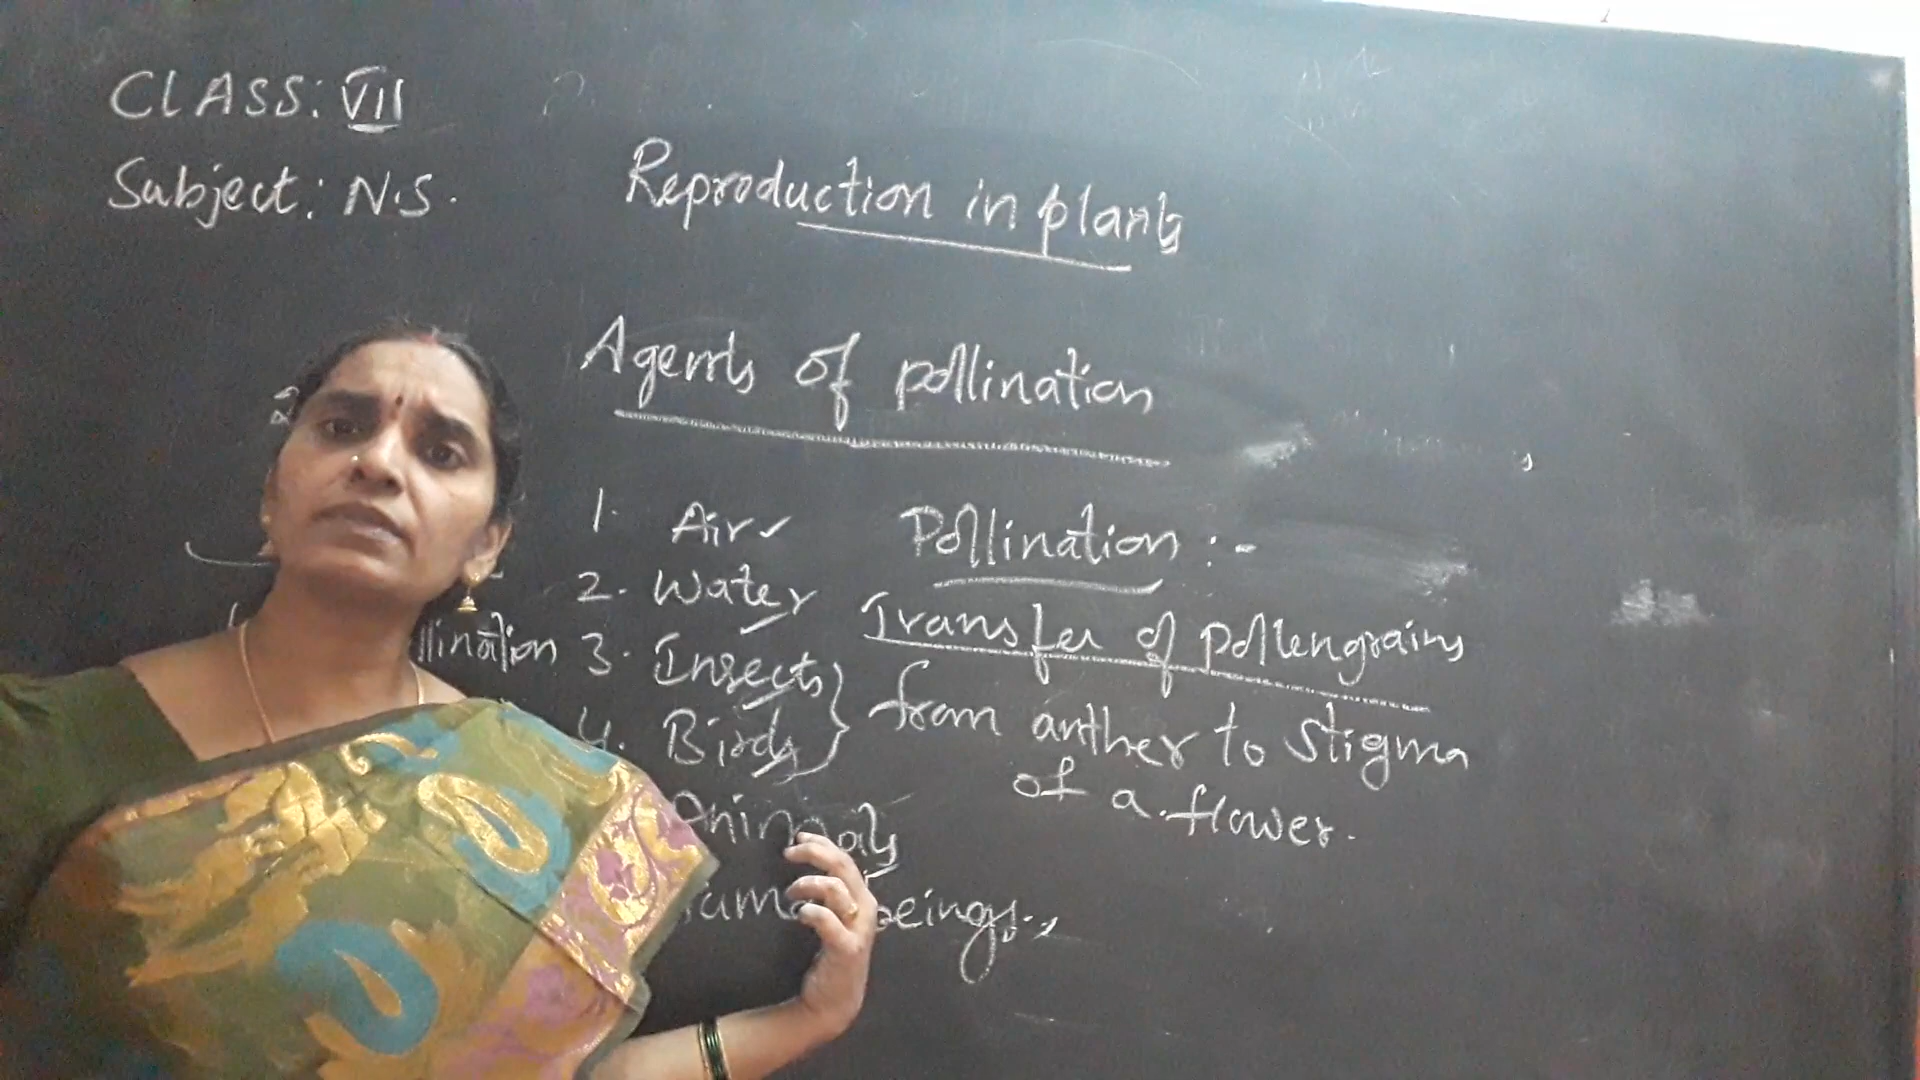 CLASS: VII
Subject: N.S.
Reproduction in plants
Agents of pollination
1. Air
2. Water
3. Insects
4. Birds
Animals
beings
Pollination :-
Transfer of pollengrains
from anther to stigma
of a flower.